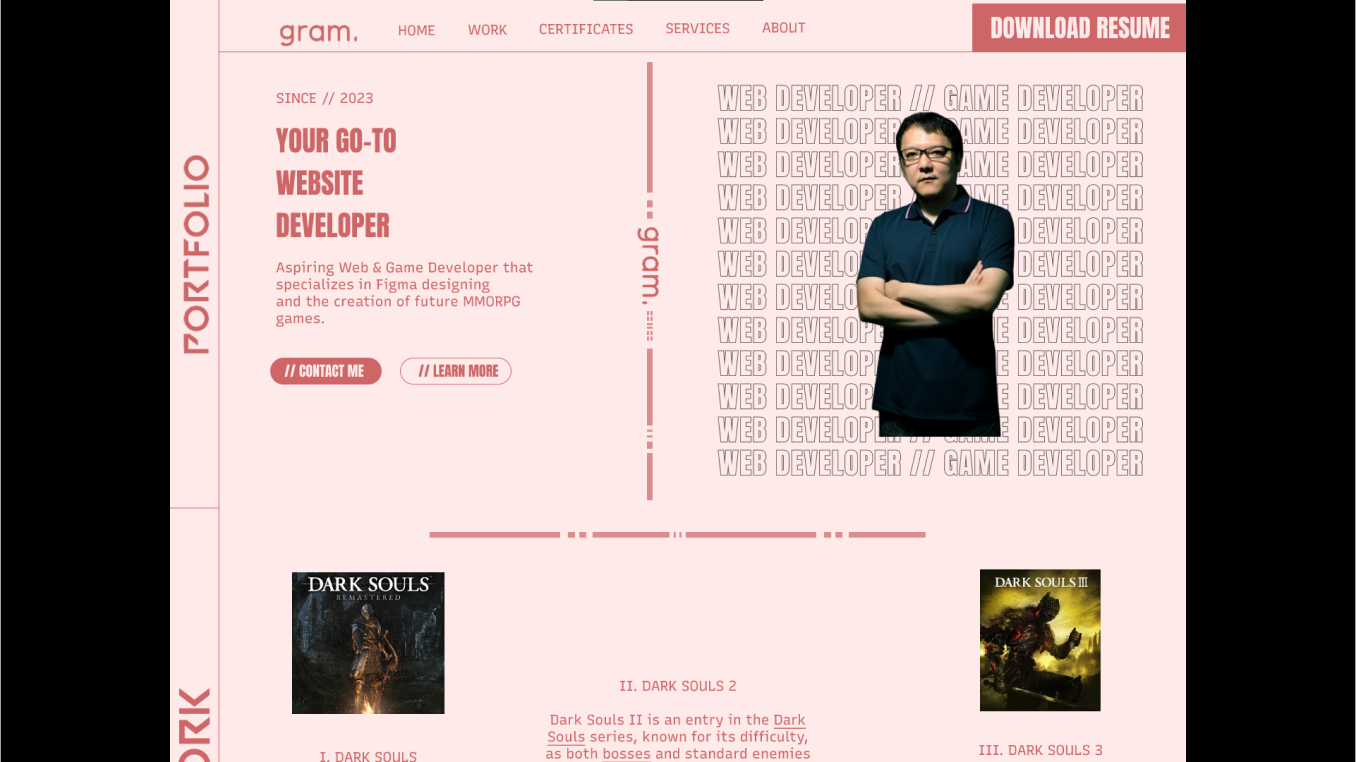 gram.
HOME
WORK
CERTIFICATES
SERVICES
ABOUT
DOWNLOAD RESUME
PORTFOLIO
SINCE // 2023
YOUR GO-TO
WEBSITE
DEVELOPER
Aspiring Web & Game Developer that
specializes in Figma designing
and the creation of future MMORPG
games.
// CONTACT ME
// LEARN MORE
gram.
WEB DEVELOPER // GAME DEVELOPER
WEB DEVELOPER GAME DEVELOPER
WEB DEVELOPER GAME DEVELOPER
WEB DEVELOPER GAME DEVELOPER
WEB DEVELOPER DEVELOPER
WEB DEVELOPER DEVELOPER
WEB DEVELOPER DEVELOPER
WEB DEVELOPER DEVELOPER
WEB DEVELOPER DEVELOPER
WEB DEVELOPER DEVELOPER
WEB DEVELOPER // GAME DEVELOPER
WEB DEVELOPER // GAME DEVELOPER
DARK SOULS
REMASTERED
I. DARK SOULS
II. DARK SOULS 2
Dark Souls II is an entry in the Dark
Souls series, known for its difficulty,
as both bosses and standard enemies
DARK SOULS III
III. DARK SOULS 3
ORK